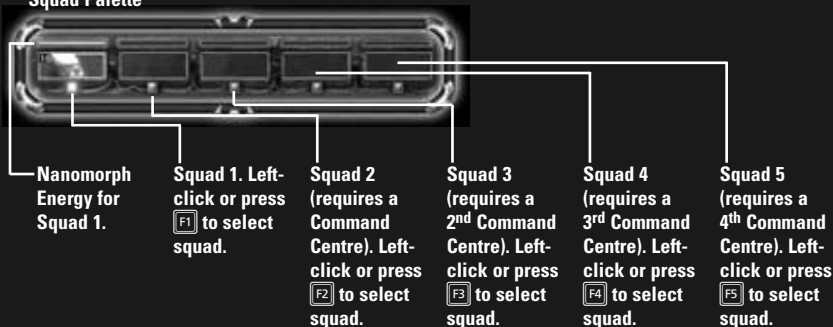 Squad Palette
Nanomorph
Energy for
Squad 1.
Squad 1. Left-
click or press
F1 to select
squad.
Squad 2
(requires a
Command
Centre). Left-
click or press
F2 to select
squad.
Squad 3
(requires a
2nd Command
Centre). Left-
click or press
F3 to select
squad.
Squad 4
(requires a
3rd Command
Centre). Left-
click or press
F4 to select
squad.
Squad 5
(requires a
4th Command
Centre). Left-
click or press
F5 to select
squad.